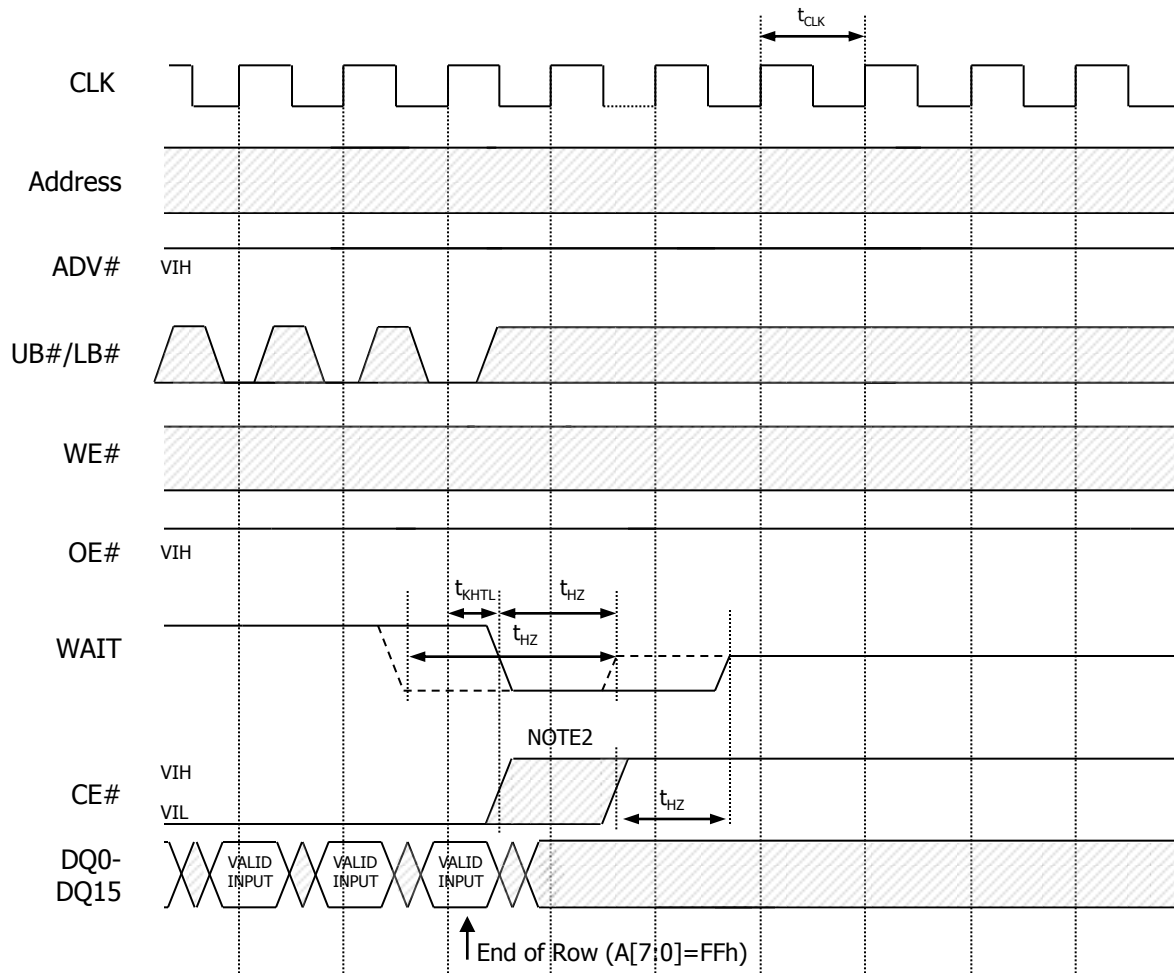 tCLK
CLK
Address
ADV#
VIH
UB#/LB#
WE#
OE#
VIH
tKHTL
tHZ
tHZ
WAIT
NOTE2
VIH
CE#
VIL
tHZ
DQ0-
DQ15
VALID
INPUT
VALID
INPUT
VALID
INPUT
End of Row (A[7:0]=FFh)